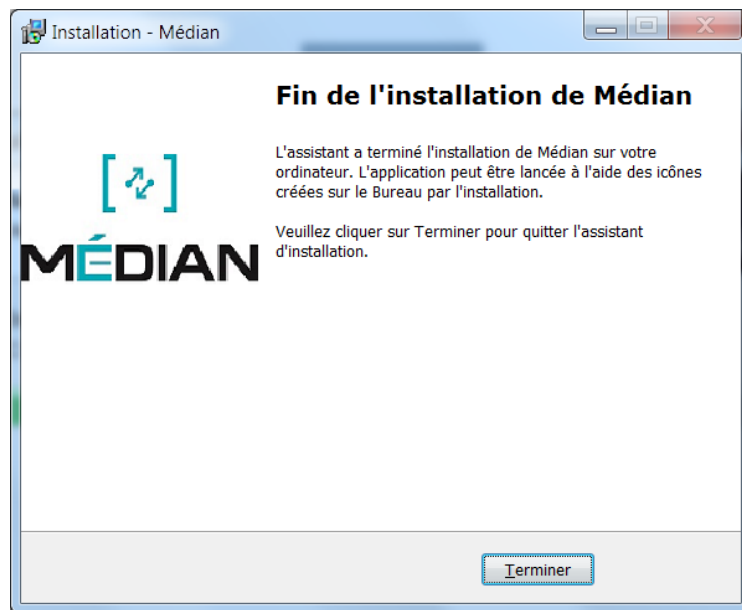 Installation - Médian
Fin de l'installation de Médian
L'assistant a terminé l'installation de Médian sur votre
ordinateur. L'application peut être lancée à l'aide des icônes
créées sur le Bureau par l'installation.
Veuillez cliquer sur Terminer pour quitter l'assistant
d'installation.
MÉDIAN
Terminer